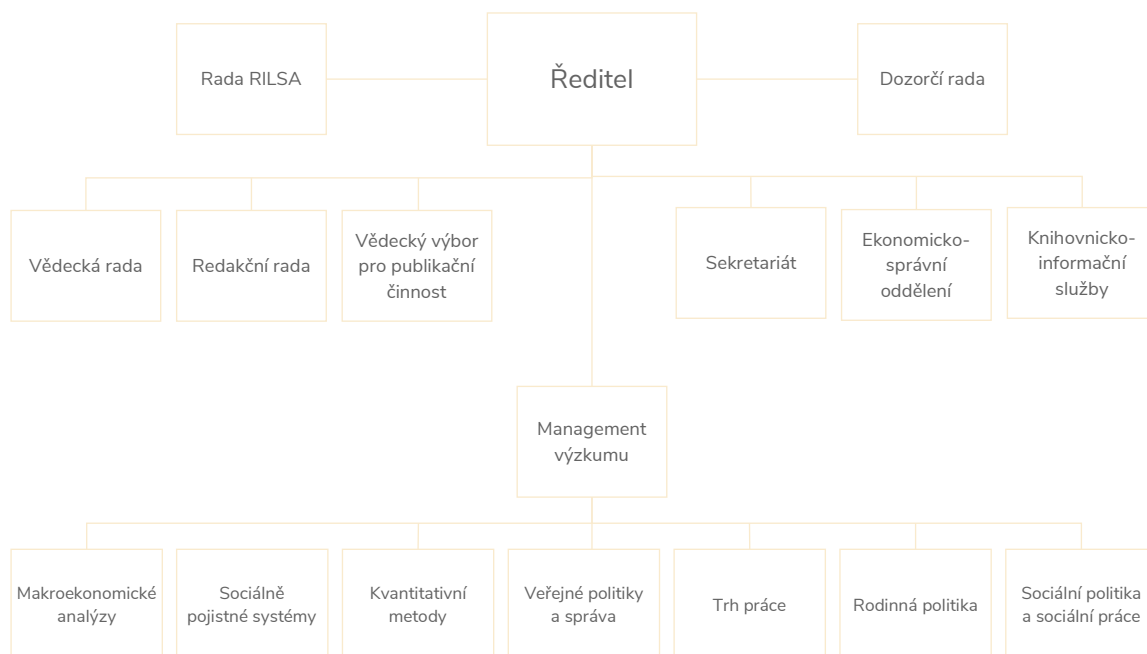 Rada RILSA
Ředitel
Dozorčí rada
Vědecká rada
Redakční rada
Vědecký výbor
pro publikační
činnost
Sekretariát
Ekonomicko-
správní
oddělení
Knihovnicko-
informační
služby
Management
výzkumu
Makroekonomické
analýzy
Sociálně
pojistné systémy
Kvantitativní
metody
Veřejné politiky
a správa
Trh práce
Rodinná politika
Sociální politika
a sociální práce